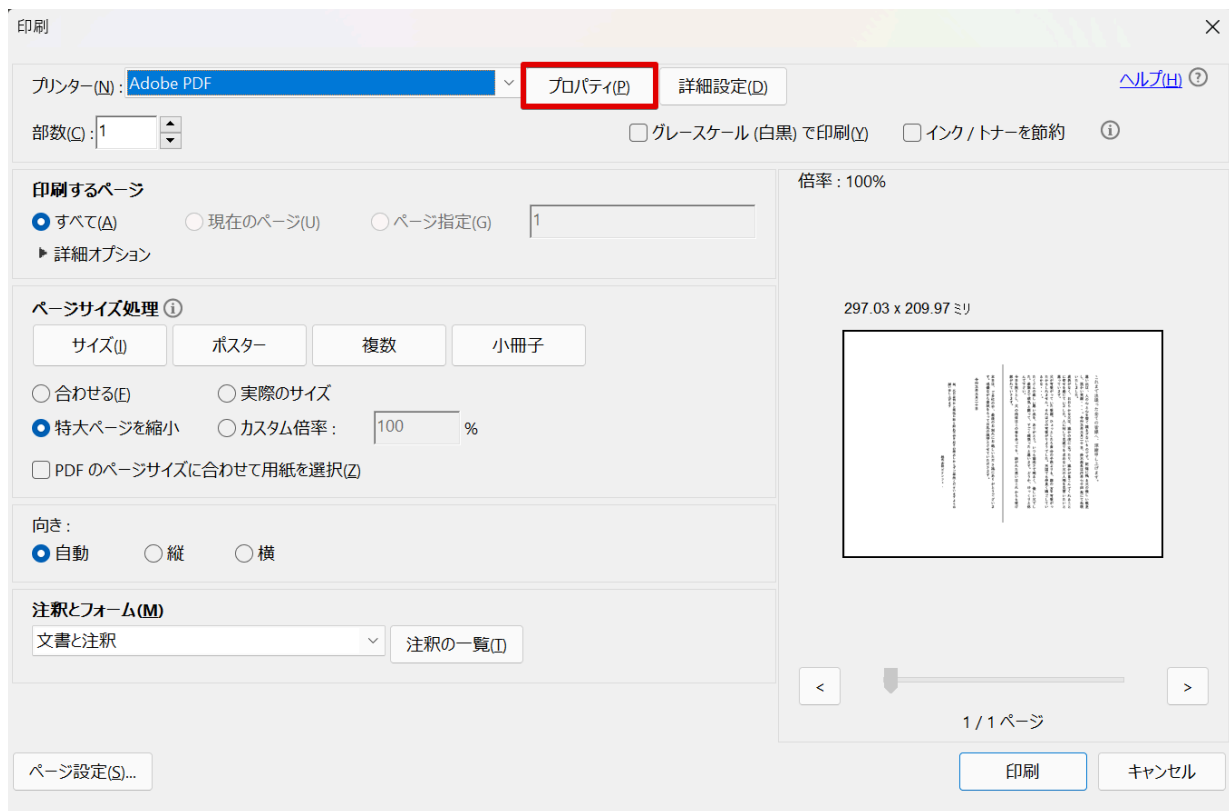 印刷
プリンター(N) : Adobe PDF プロパティ(P) 詳細設定(D) ヘルプ(H)
部数(C) : 1 グレースケール (白黒) で印刷(Y) インク / トナーを節約
印刷するページ
すべて(A) 現在のページ(U) ページ指定(G) 1
詳細オプション
ページサイズ処理
サイズ(I) ポスター 複数 小冊子
合わせる(F) 実際のサイズ
特大ページを縮小 カスタム倍率 : 100 %
PDF のページサイズに合わせて用紙を選択(Z)
向き :
自動 縦 横
注釈とフォーム(M)
文書と注釈 注釈の一覧(T)
倍率 : 100%
297.03 x 209.97 ミリ
< >
1 / 1 ページ
ページ設定(S)... 印刷 キャンセル